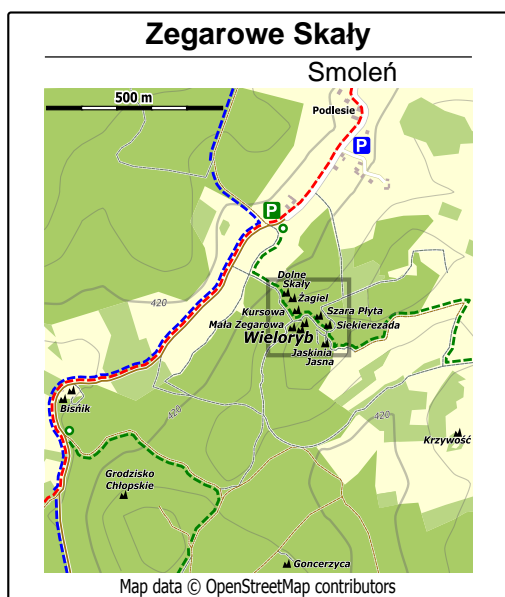 Zegarowe Skały
Smoleń
500 m
Podlesie
P
P
Dolne
Skały
Żagiel
420
Kursowa
Szara Płyta
Mała Zegarowa
Siekierezada
Wieloryb
Jaskinia
Jasna
Biśnik
420
420
Krzywość
Grodzisko
Chłopskie
Goncerzyca
Map data © OpenStreetMap contributors